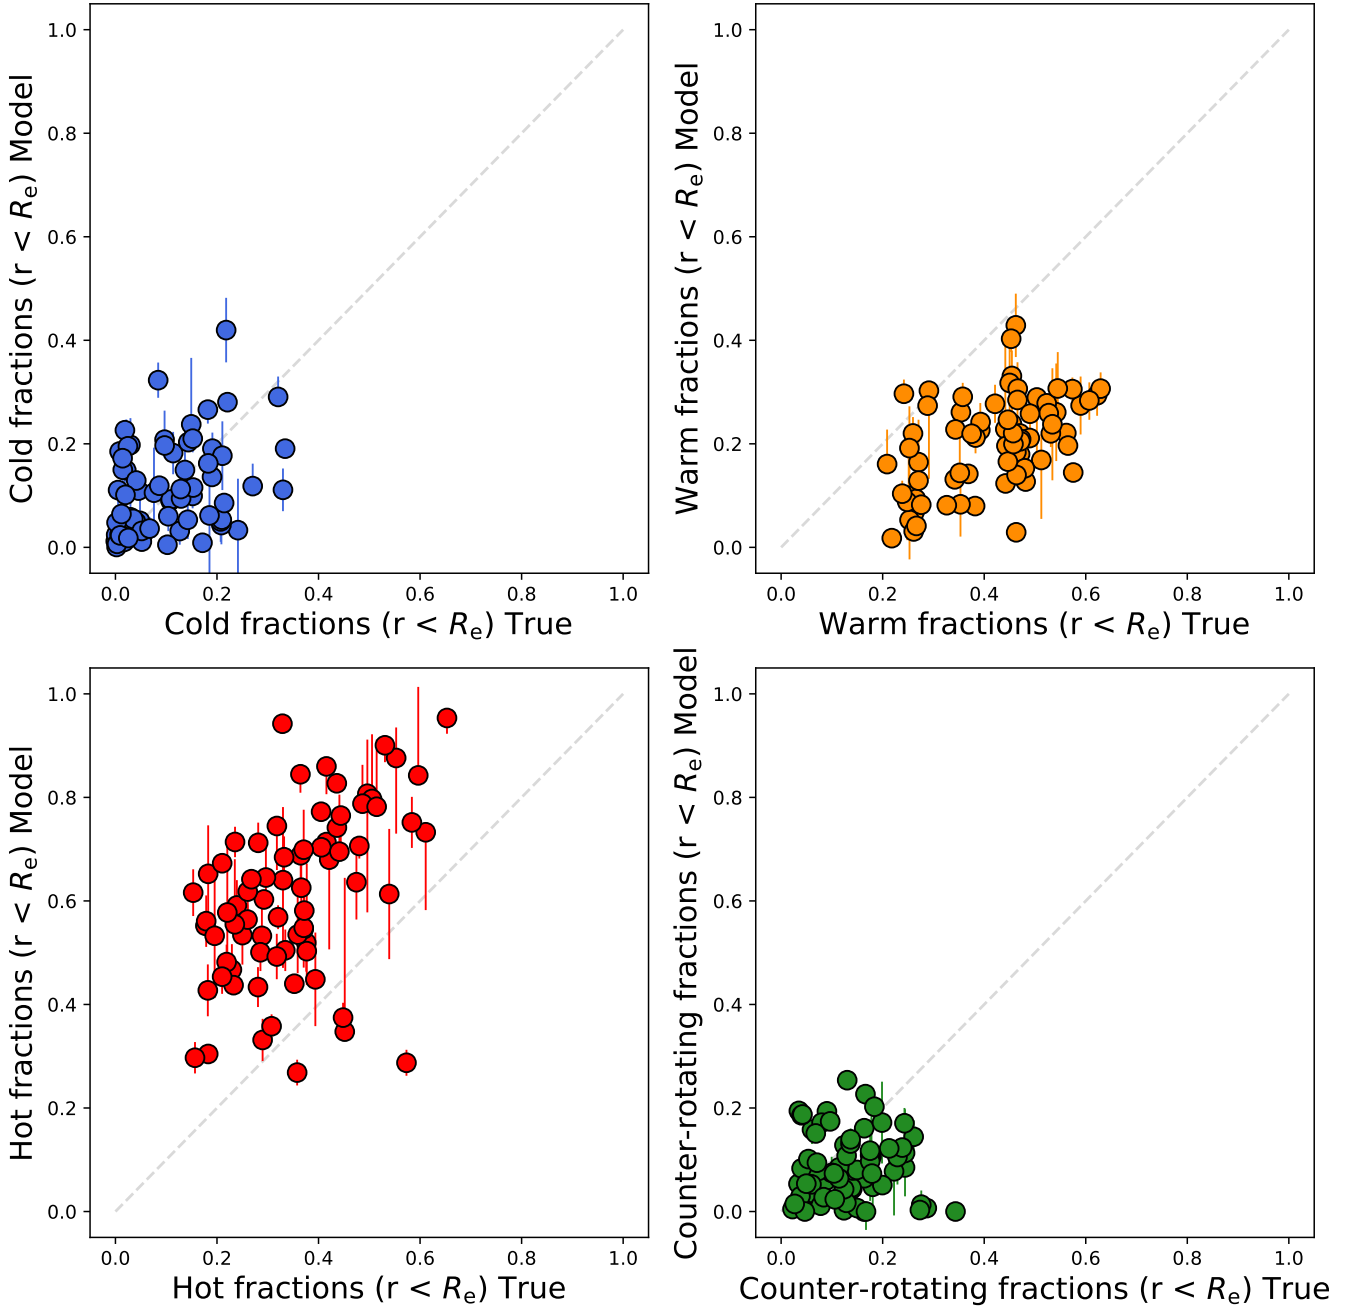 Cold fractions (r < Rₑ) Model
1.0
0.8
0.6
0.4
0.2
0.0
0.0 0.2 0.4 0.6 0.8 1.0
Cold fractions (r < Rₑ) True
Warm fractions (r < Rₑ) Model
1.0
0.8
0.6
0.4
0.2
0.0
0.0 0.2 0.4 0.6 0.8 1.0
Warm fractions (r < Rₑ) True
Hot fractions (r < Rₑ) Model
1.0
0.8
0.6
0.4
0.2
0.0
0.0 0.2 0.4 0.6 0.8 1.0
Hot fractions (r < Rₑ) True
Counter-rotating fractions (r < Rₑ) Model
1.0
0.8
0.6
0.4
0.2
0.0
0.0 0.2 0.4 0.6 0.8 1.0
Counter-rotating fractions (r < Rₑ) True